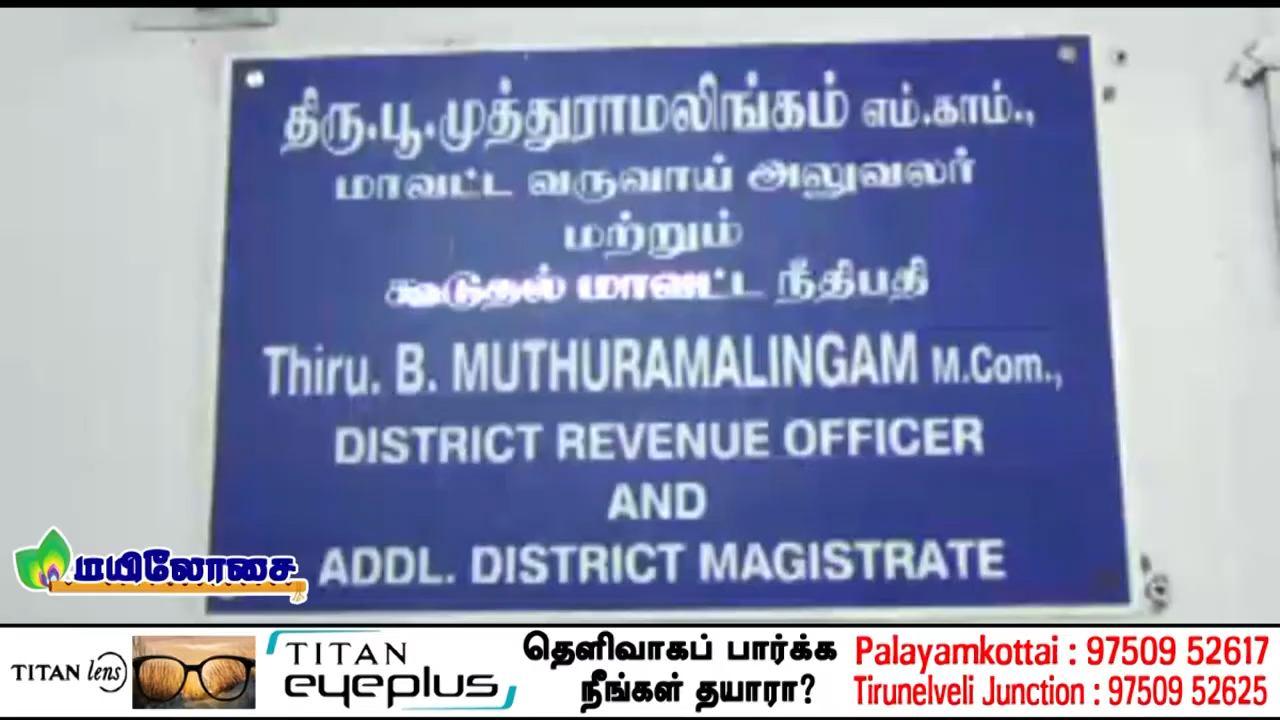 திரு.பூ.முத்துராமலிங்கம் எம்.காம்.,
மாவட்ட வருவாய் அலுவலர்
மற்றும்
கூடுதல் மாவட்ட நீதிபதி
Thiru. B. MUTHURAMALINGAM M.Com.,
DISTRICT REVENUE OFFICER
AND
ADDL. DISTRICT MAGISTRATE
மயிலோசை
TITAN lens
TITAN eyeplus
தெளிவாகப் பார்க்க
நீங்கள் தயாரா?
Palayamkottai : 97509 52617
Tirunelveli Junction : 97509 52625